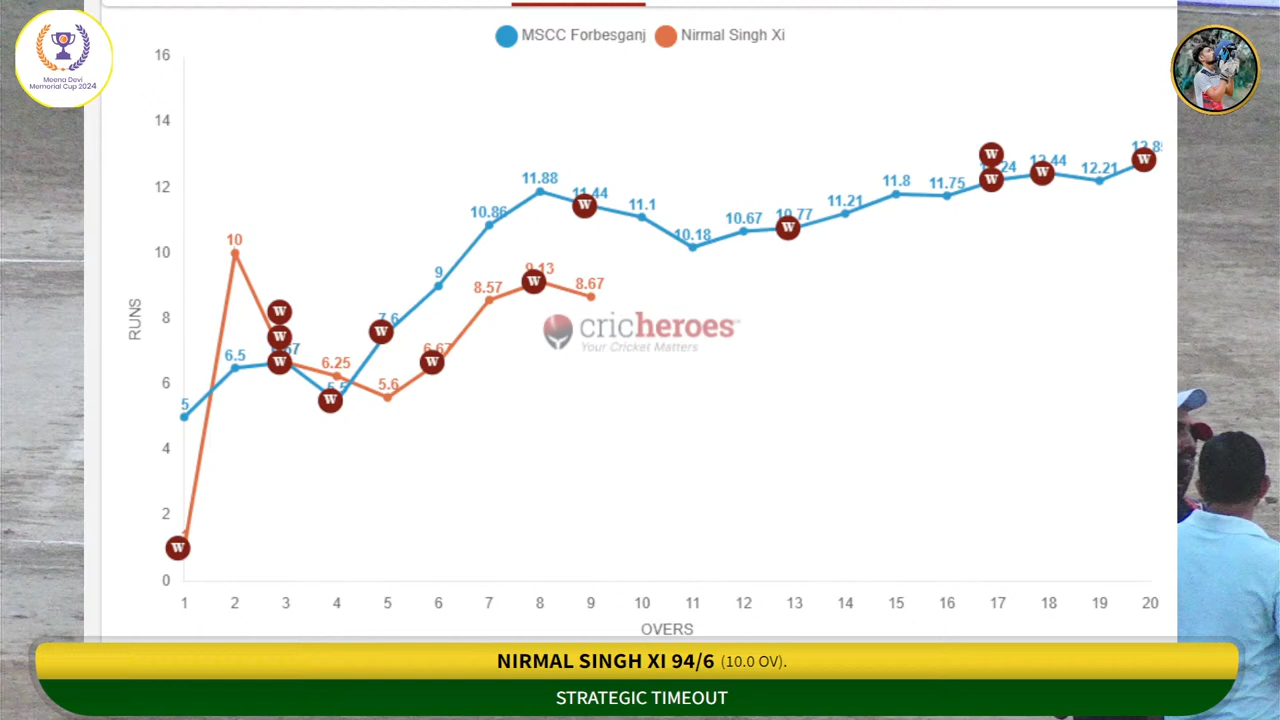 MSCC Forbesganj Nirmal Singh Xi
Meena Devi
Memorial Cup 2024
16
14
12
10
8
6
4
2
0
RUNS
5
6.5
9
10.86
11.88
11.1
10.18
10.67
11.21
11.8
11.75
12.21
10
6.25
5.6
8.57
8.67
W
W
W
W
W
W
W
W
W
W
W
W
W
W
cricheroes
Your Cricket Matters
1 2 3 4 5 6 7 8 9 10 11 12 13 14 15 16 17 18 19 20
OVERS
NIRMAL SINGH XI 94/6 (10.0 OV).
STRATEGIC TIMEOUT